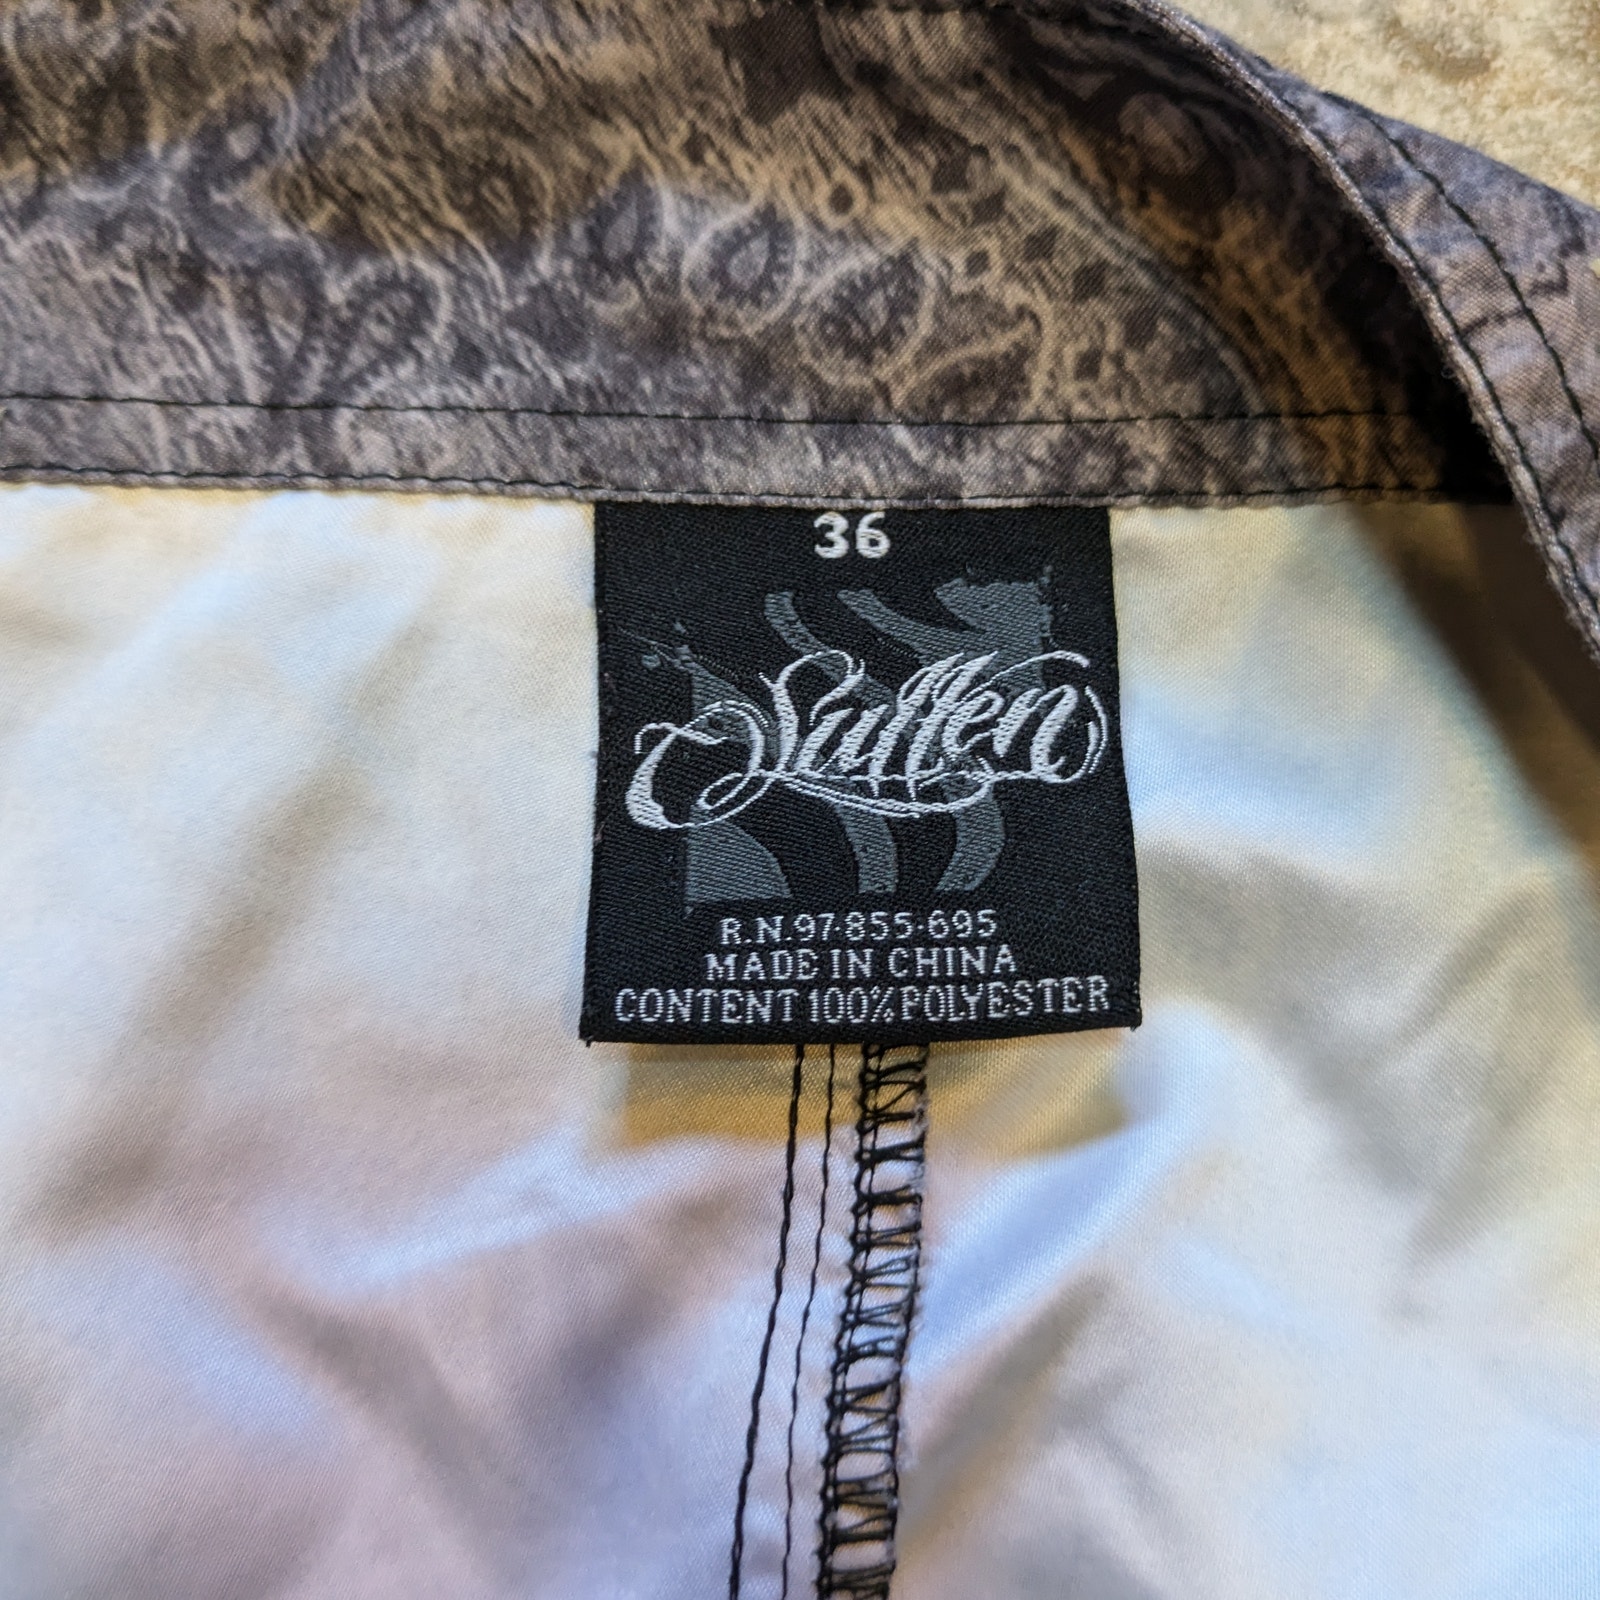 36
Sullen
R.N.97-855-695
MADE IN CHINA
CONTENT 100% POLYESTER